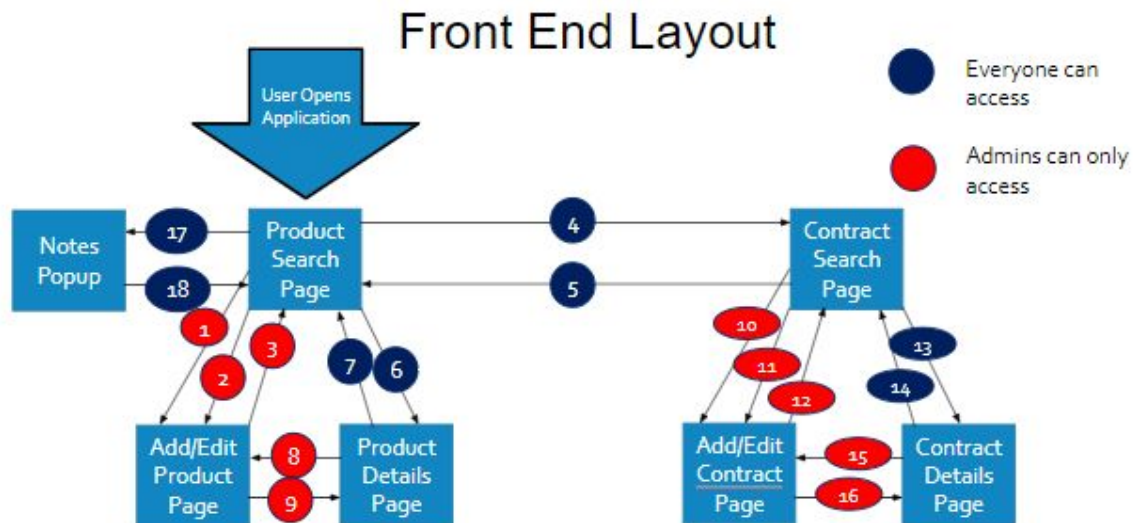 Front End Layout
User Opens
Application
Everyone can
access
Admins can only
access
Notes
Popup
17
18
Product
Search
Page
4
5
Contract
Search
Page
1
2
3
7
6
10
11
12
13
14
Add/Edit
Product
Page
8
9
Product
Details
Page
Add/Edit
Contract
Page
15
16
Contract
Details
Page